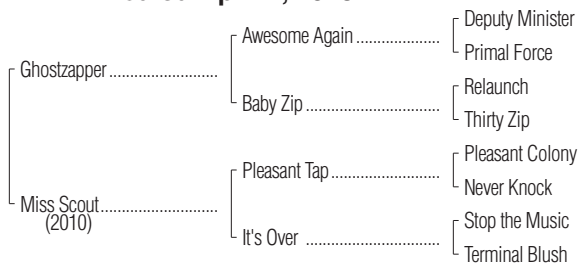 Deputy Minister
Awesome Again
Primal Force
Ghostzapper
Relaunch
Baby Zip
Thirty Zip
Pleasant Colony
Pleasant Tap
Never Knock
Miss Scout
(2010)
Stop the Music
It's Over
Terminal Blush